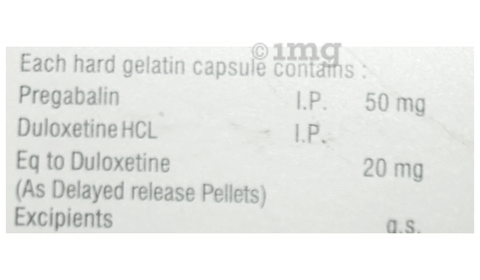 ©1mg
Each hard gelatin capsule contains :
Pregabalin I.P. 50 mg
Duloxetine HCL I.P.
Eq to Duloxetine 20 mg
(As Delayed release Pellets)
Excipients q.s.